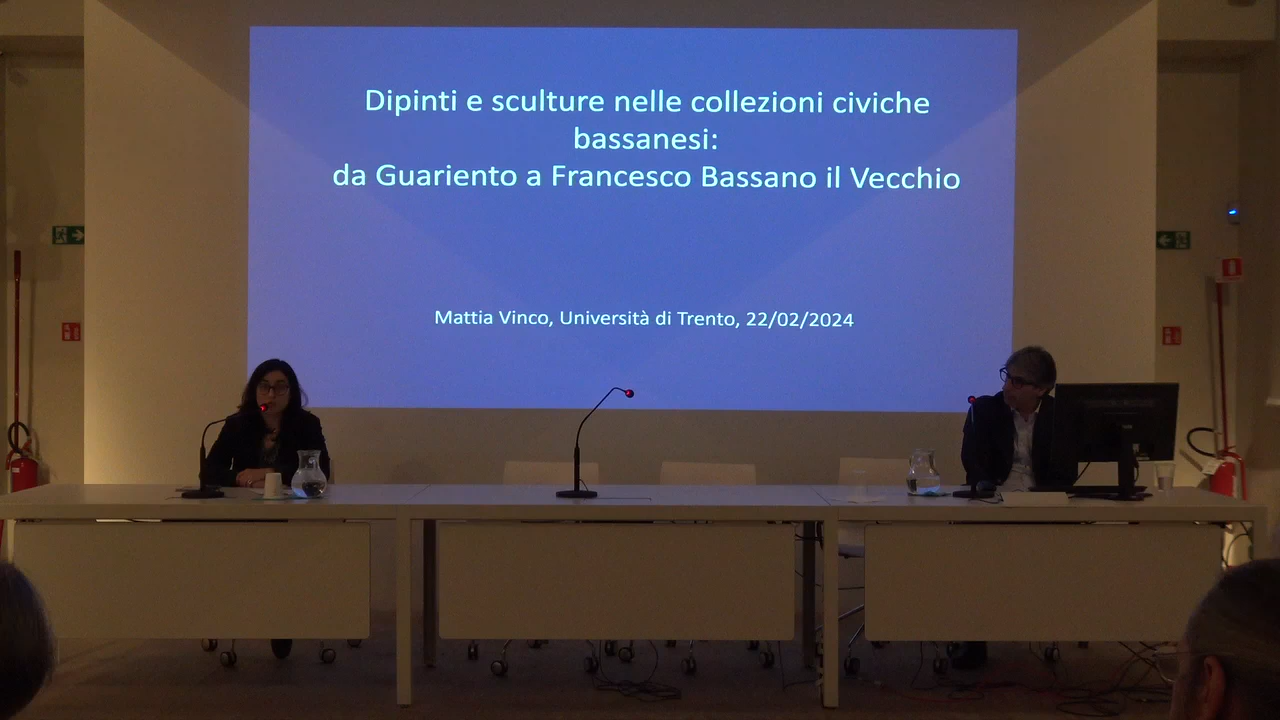 Dipinti e sculture nelle collezioni civiche
bassanesi:
da Guariento a Francesco Bassano il Vecchio
Mattia Vinco, Università di Trento, 22/02/2024